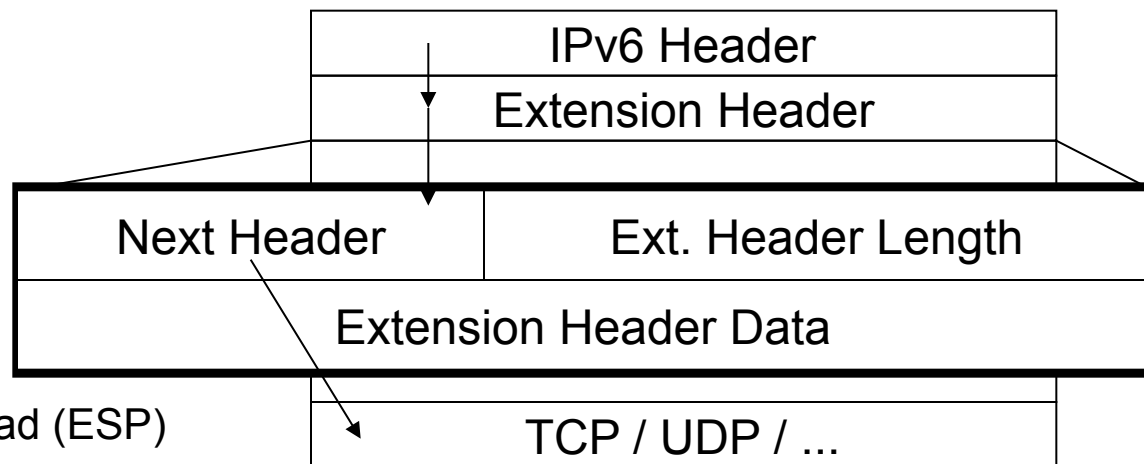 IPv6 Header
Extension Header
Next Header
Ext. Header Length
Extension Header Data
ad (ESP)
TCP / UDP / ...